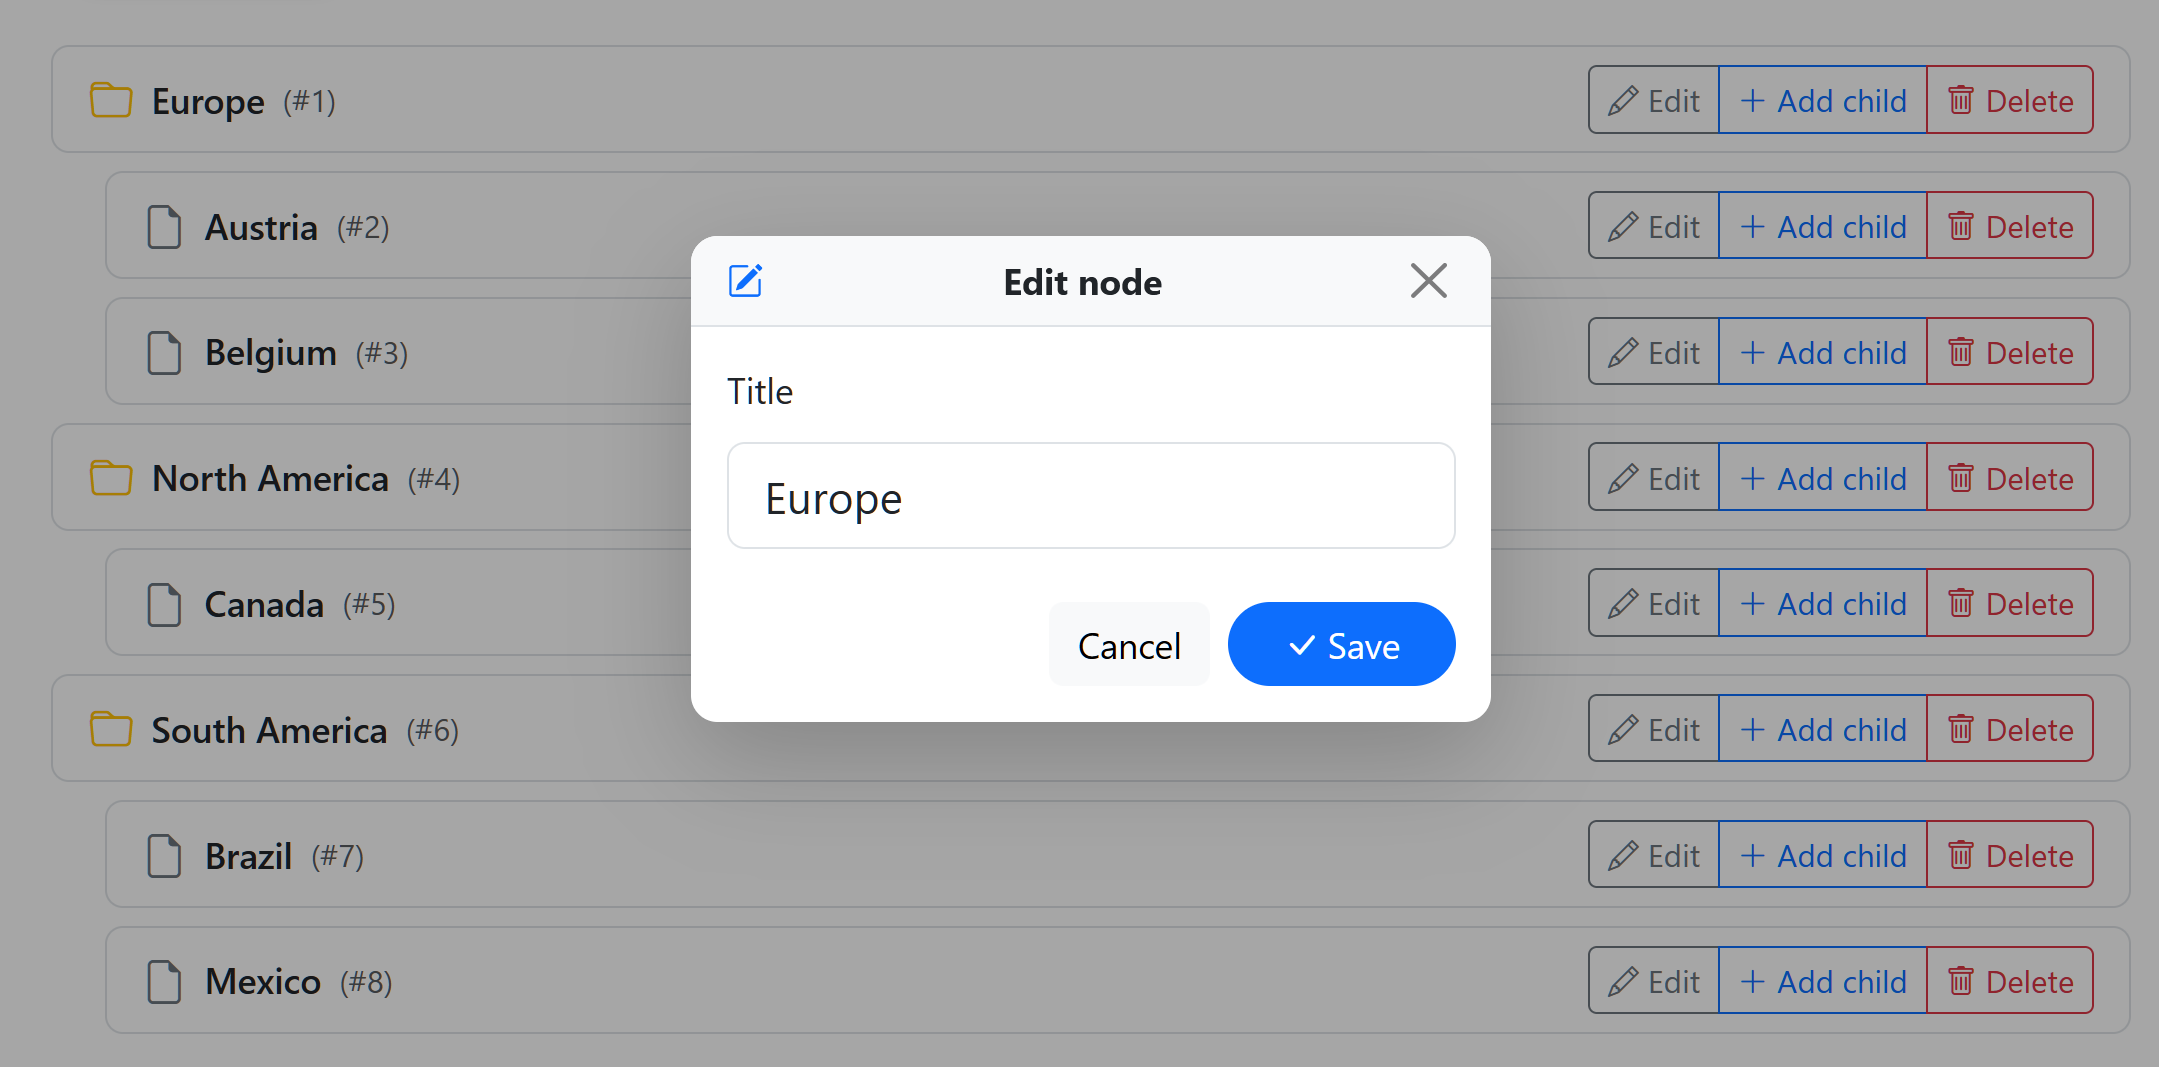 Europe (#1) Edit + Add child Delete
Austria (#2) Edit + Add child Delete
Belgium (#3) Edit + Add child Delete
North America (#4) Edit + Add child Delete
Canada (#5) Edit + Add child Delete
South America (#6) Edit + Add child Delete
Brazil (#7) Edit + Add child Delete
Mexico (#8) Edit + Add child Delete
Edit node
Title
Europe
Cancel Save